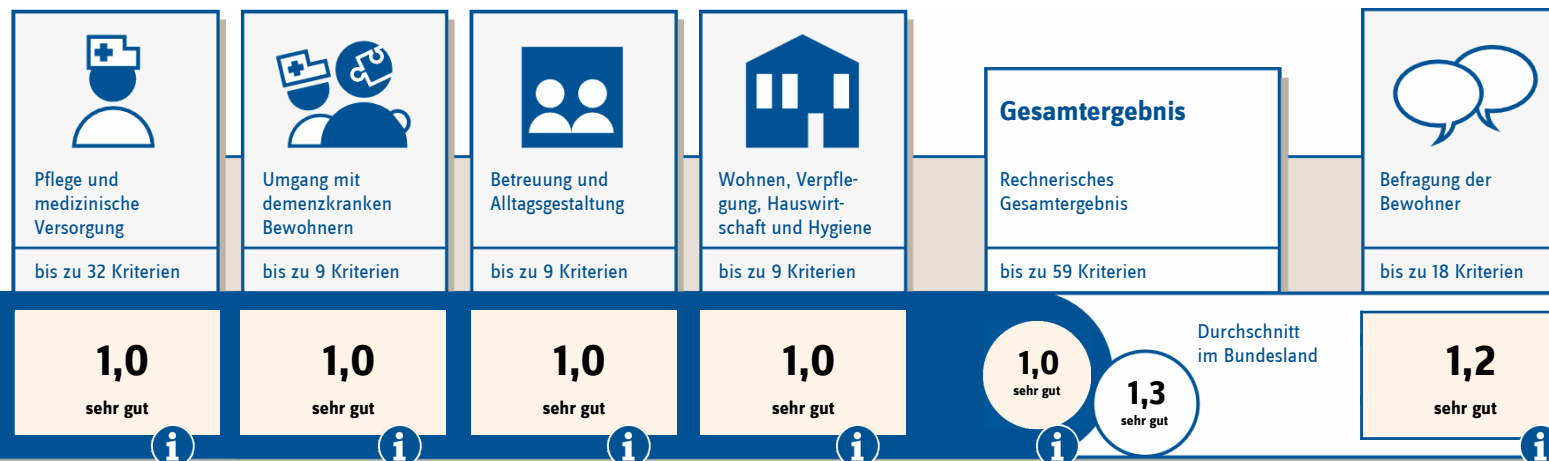 Pflege und
medizinische
Versorgung
bis zu 32 Kriterien
1,0
sehr gut
i
Umgang mit
demenzkranken
Bewohnern
bis zu 9 Kriterien
1,0
sehr gut
i
Betreuung und
Alltagsgestaltung
bis zu 9 Kriterien
1,0
sehr gut
i
Wohnen, Verpfle-
gung, Hauswirt-
schaft und Hygiene
bis zu 9 Kriterien
1,0
sehr gut
i
Gesamtergebnis
Rechnerisches
Gesamtergebnis
bis zu 59 Kriterien
1,0
sehr gut
i
1,3
sehr gut
Durchschnitt
im Bundesland
Befragung der
Bewohner
bis zu 18 Kriterien
1,2
sehr gut
i